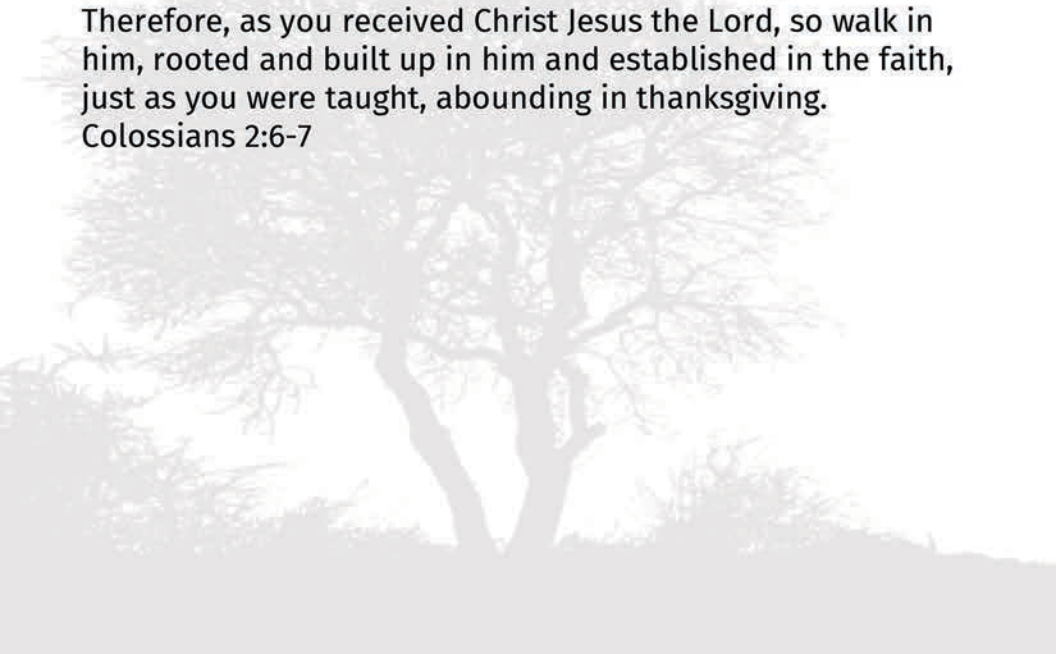 Therefore, as you received Christ Jesus the Lord, so walk in
him, rooted and built up in him and established in the faith,
just as you were taught, abounding in thanksgiving.
Colossians 2:6-7